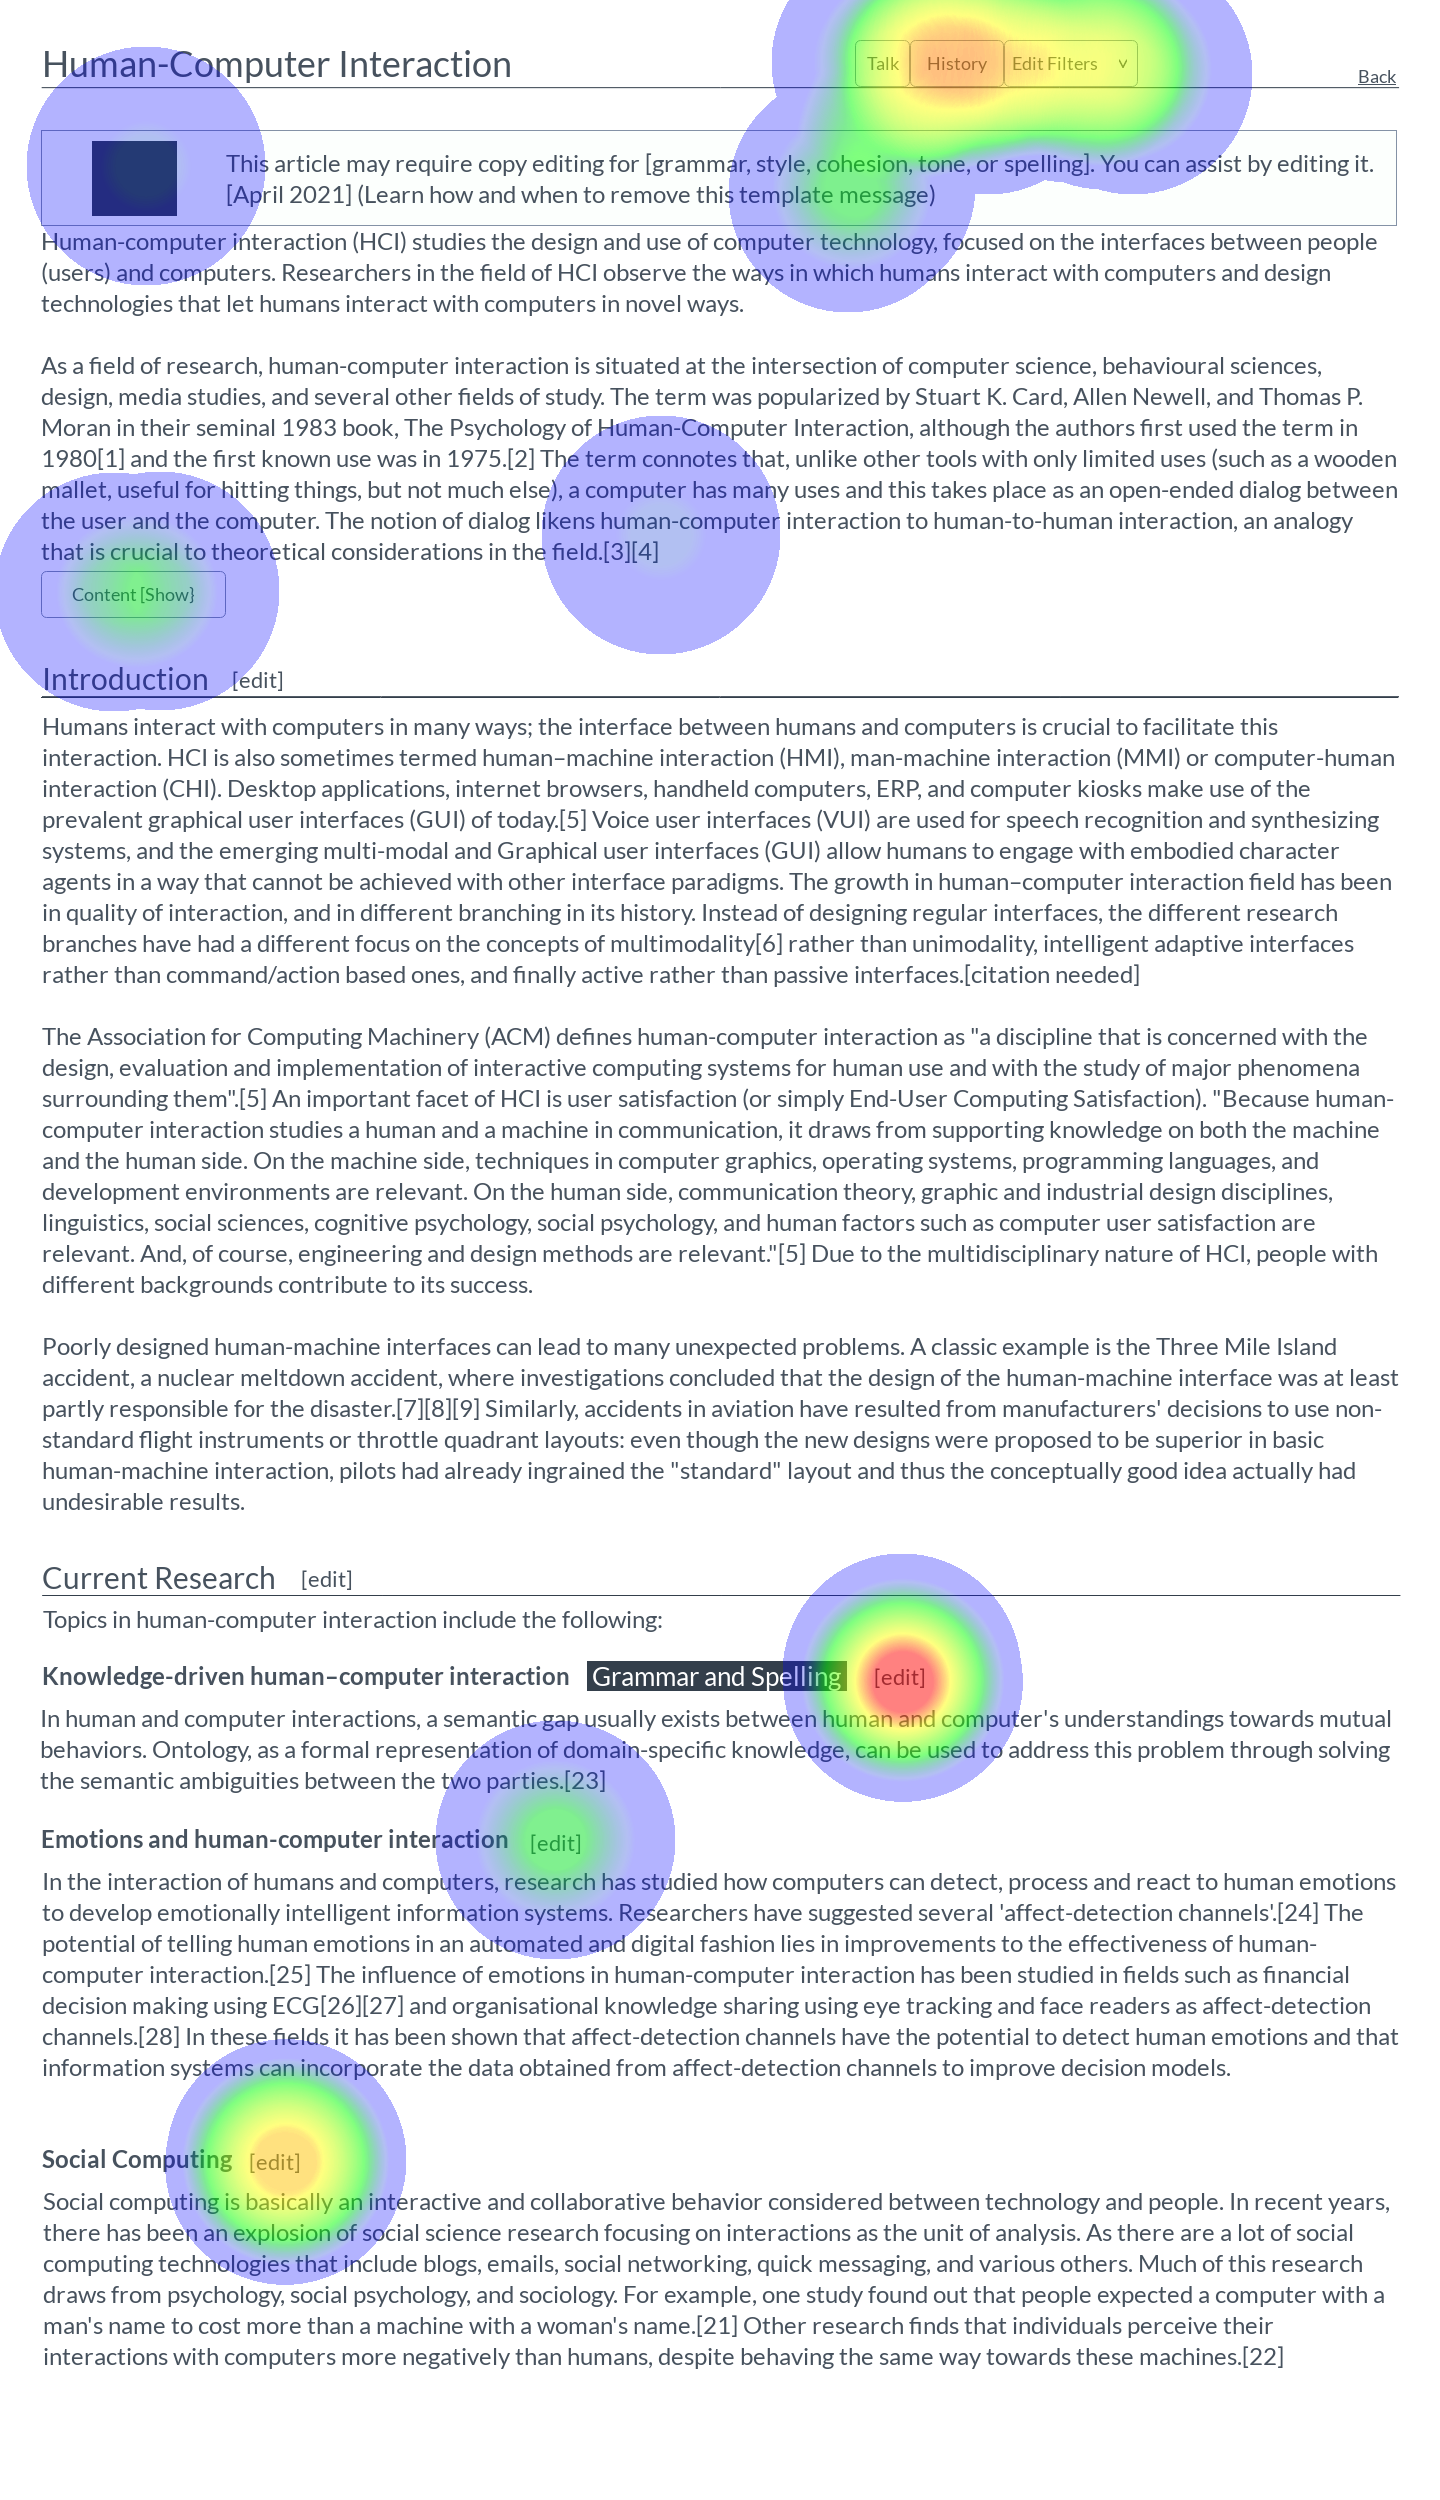 Human-Computer Interaction
Talk History Edit Filters v
Back
This article may require copy editing for [grammar, style, cohesion, tone, or spelling]. You can assist by editing it.
[April 2021] (Learn how and when to remove this template message)
Human-computer interaction (HCI) studies the design and use of computer technology, focused on the interfaces between people
(users) and computers. Researchers in the field of HCI observe the ways in which humans interact with computers and design
technologies that let humans interact with computers in novel ways.
As a field of research, human-computer interaction is situated at the intersection of computer science, behavioural sciences,
design, media studies, and several other fields of study. The term was popularized by Stuart K. Card, Allen Newell, and Thomas P.
Moran in their seminal 1983 book, The Psychology of Human-Computer Interaction, although the authors first used the term in
1980[1] and the first known use was in 1975.[2] The term connotes that, unlike other tools with only limited uses (such as a wooden
mallet, useful for hitting things, but not much else), a computer has many uses and this takes place as an open-ended dialog between
the user and the computer. The notion of dialog likens human-computer interaction to human-to-human interaction, an analogy
that is crucial to theoretical considerations in the field.[3][4]
Content [Show}
Introduction [edit]
Humans interact with computers in many ways; the interface between humans and computers is crucial to facilitate this
interaction. HCI is also sometimes termed human–machine interaction (HMI), man-machine interaction (MMI) or computer-human
interaction (CHI). Desktop applications, internet browsers, handheld computers, ERP, and computer kiosks make use of the
prevalent graphical user interfaces (GUI) of today.[5] Voice user interfaces (VUI) are used for speech recognition and synthesizing
systems, and the emerging multi-modal and Graphical user interfaces (GUI) allow humans to engage with embodied character
agents in a way that cannot be achieved with other interface paradigms. The growth in human–computer interaction field has been
in quality of interaction, and in different branching in its history. Instead of designing regular interfaces, the different research
branches have had a different focus on the concepts of multimodality[6] rather than unimodality, intelligent adaptive interfaces
rather than command/action based ones, and finally active rather than passive interfaces.[citation needed]
The Association for Computing Machinery (ACM) defines human-computer interaction as "a discipline that is concerned with the
design, evaluation and implementation of interactive computing systems for human use and with the study of major phenomena
surrounding them".[5] An important facet of HCI is user satisfaction (or simply End-User Computing Satisfaction). "Because human-
computer interaction studies a human and a machine in communication, it draws from supporting knowledge on both the machine
and the human side. On the machine side, techniques in computer graphics, operating systems, programming languages, and
development environments are relevant. On the human side, communication theory, graphic and industrial design disciplines,
linguistics, social sciences, cognitive psychology, social psychology, and human factors such as computer user satisfaction are
relevant. And, of course, engineering and design methods are relevant."[5] Due to the multidisciplinary nature of HCI, people with
different backgrounds contribute to its success.
Poorly designed human-machine interfaces can lead to many unexpected problems. A classic example is the Three Mile Island
accident, a nuclear meltdown accident, where investigations concluded that the design of the human-machine interface was at least
partly responsible for the disaster.[7][8][9] Similarly, accidents in aviation have resulted from manufacturers' decisions to use non-
standard flight instruments or throttle quadrant layouts: even though the new designs were proposed to be superior in basic
human-machine interaction, pilots had already ingrained the "standard" layout and thus the conceptually good idea actually had
undesirable results.
Current Research [edit]
Topics in human-computer interaction include the following:
Knowledge-driven human–computer interaction Grammar and Spelling [edit]
In human and computer interactions, a semantic gap usually exists between human and computer's understandings towards mutual
behaviors. Ontology, as a formal representation of domain-specific knowledge, can be used to address this problem through solving
the semantic ambiguities between the two parties.[23]
Emotions and human-computer interaction [edit]
In the interaction of humans and computers, research has studied how computers can detect, process and react to human emotions
to develop emotionally intelligent information systems. Researchers have suggested several 'affect-detection channels'.[24] The
potential of telling human emotions in an automated and digital fashion lies in improvements to the effectiveness of human-
computer interaction.[25] The influence of emotions in human-computer interaction has been studied in fields such as financial
decision making using ECG[26][27] and organisational knowledge sharing using eye tracking and face readers as affect-detection
channels.[28] In these fields it has been shown that affect-detection channels have the potential to detect human emotions and that
information systems can incorporate the data obtained from affect-detection channels to improve decision models.
Social Computing [edit]
Social computing is basically an interactive and collaborative behavior considered between technology and people. In recent years,
there has been an explosion of social science research focusing on interactions as the unit of analysis. As there are a lot of social
computing technologies that include blogs, emails, social networking, quick messaging, and various others. Much of this research
draws from psychology, social psychology, and sociology. For example, one study found out that people expected a computer with a
man's name to cost more than a machine with a woman's name.[21] Other research finds that individuals perceive their
interactions with computers more negatively than humans, despite behaving the same way towards these machines.[22]